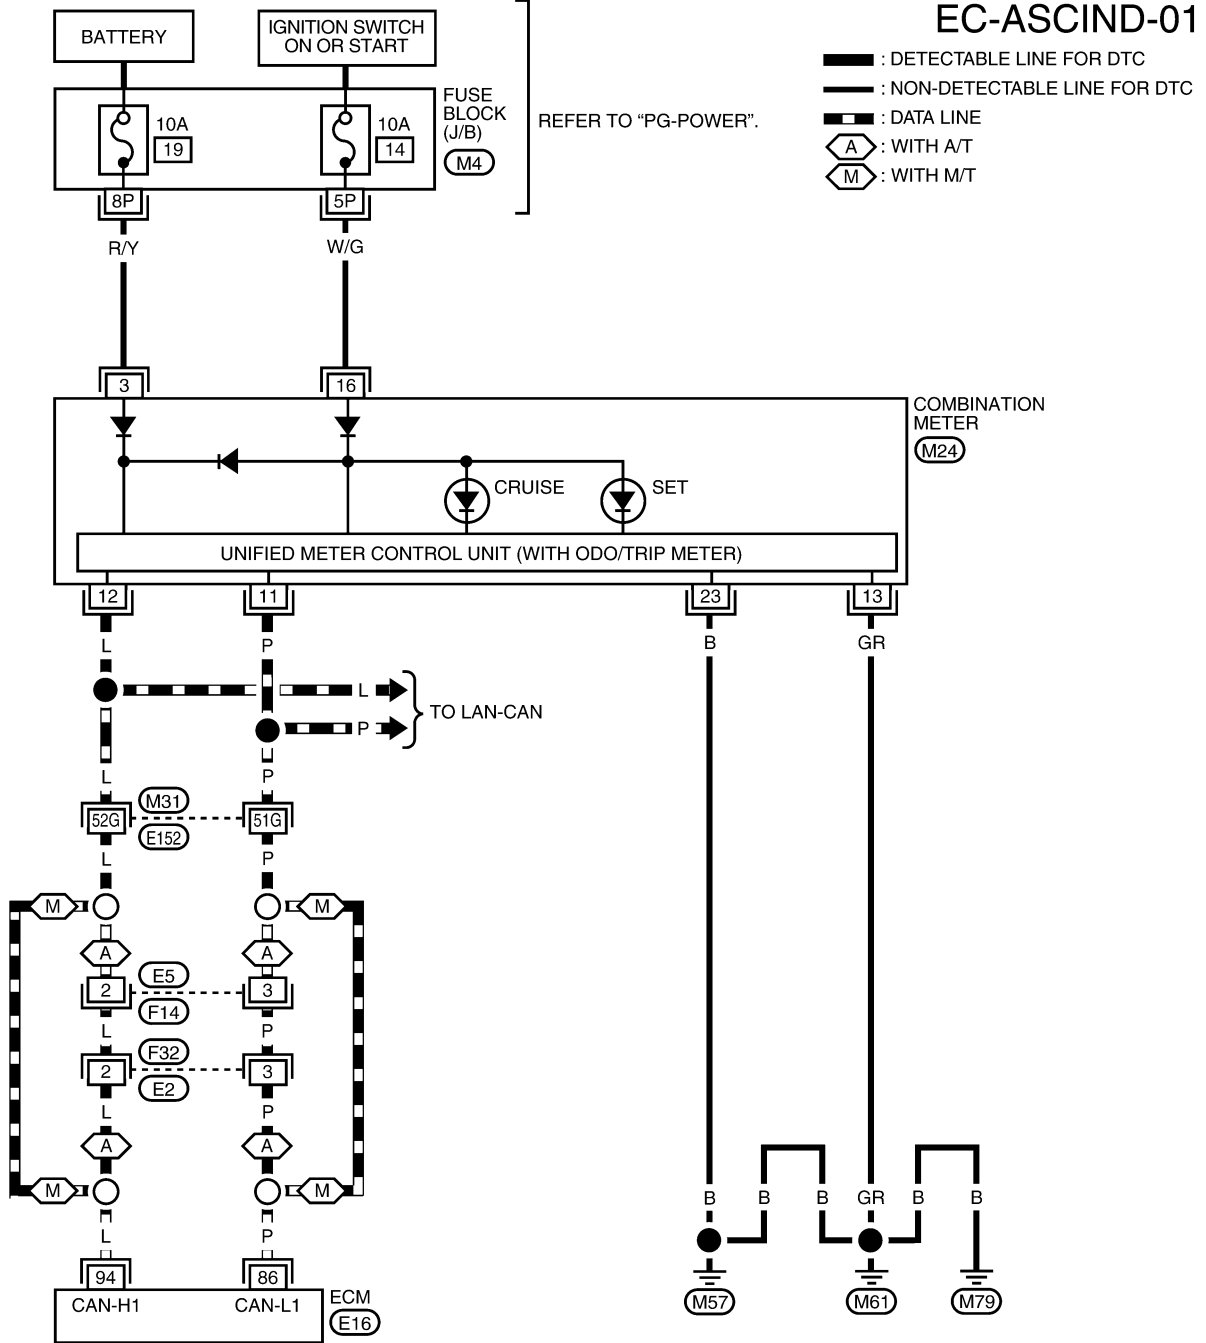 EC-ASCIND-01
BATTERY
IGNITION SWITCH
ON OR START
: DETECTABLE LINE FOR DTC
: NON-DETECTABLE LINE FOR DTC
: DATA LINE
A : WITH A/T
M : WITH M/T
10A
19
10A
14
FUSE
BLOCK
(J/B)
M4
REFER TO “PG-POWER”.
8P
5P
R/Y
W/G
3
16
COMBINATION
METER
M24
CRUISE
SET
UNIFIED METER CONTROL UNIT (WITH ODO/TRIP METER)
12
11
23
13
L
P
B
GR
L
P
TO LAN-CAN
L
P
M31
52G
51G
E152
L
P
M
M
A
A
E5
2
3
F14
L
P
F32
2
3
E2
L
P
A
A
M
M
B
B
B
GR
B
B
L
P
94
86
CAN-H1
CAN-L1
ECM
E16
M57
M61
M79